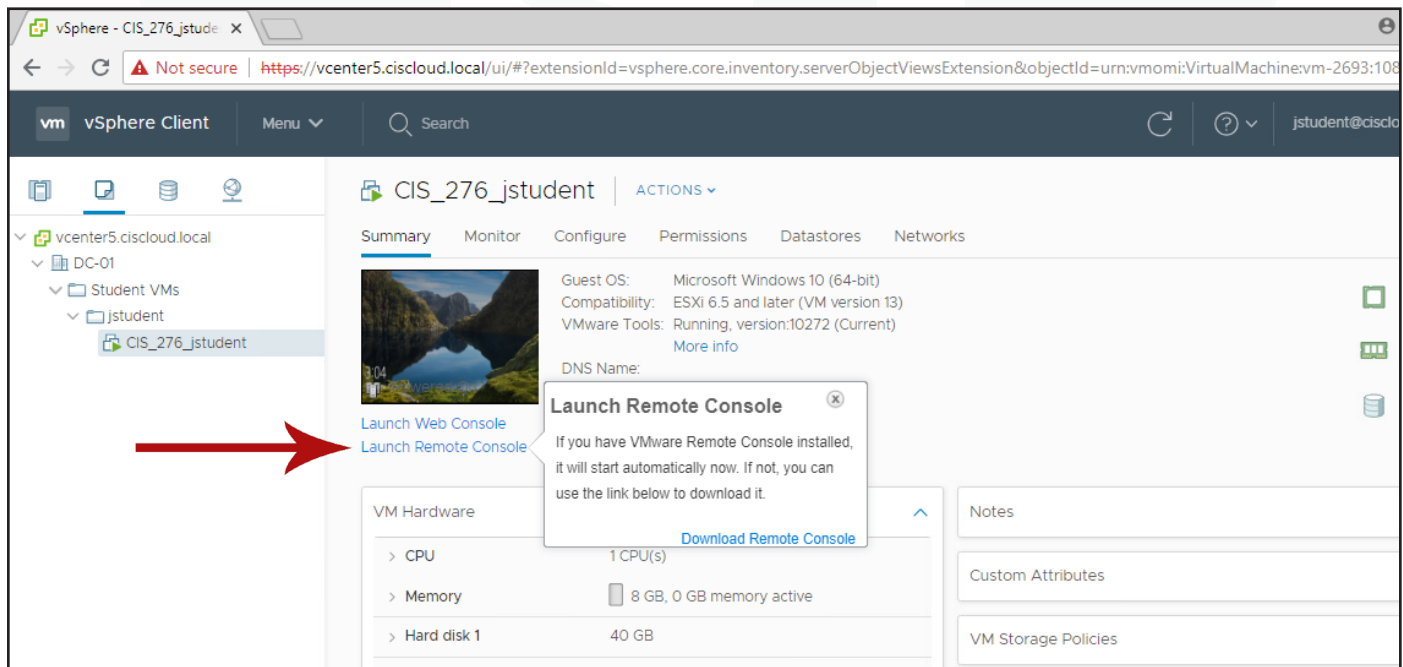 vSphere - CIS_276_jstude
Not secure | https://vcenter5.ciscloud.local/ui/#?extensionId=vsphere.core.inventory.serverObjectViewsExtension&objectId=urn:vmomi:VirtualMachine:vm-2693:108
vm vSphere Client Menu Search jstudent@cisclo
CIS_276_jstudent ACTIONS
Summary Monitor Configure Permissions Datastores Networks
vcenter5.ciscloud.local
DC-01
Student VMs
jstudent
CIS_276_jstudent
3:04
Guest OS: Microsoft Windows 10 (64-bit)
Compatibility: ESXi 6.5 and later (VM version 13)
VMware Tools: Running, version:10272 (Current)
More info
DNS Name:
Launch Web Console
Launch Remote Console
Launch Remote Console
If you have VMware Remote Console installed,
it will start automatically now. If not, you can
use the link below to download it.
Download Remote Console
VM Hardware
CPU 1 CPU(s)
Memory 8 GB, 0 GB memory active
Hard disk 1 40 GB
Notes
Custom Attributes
VM Storage Policies